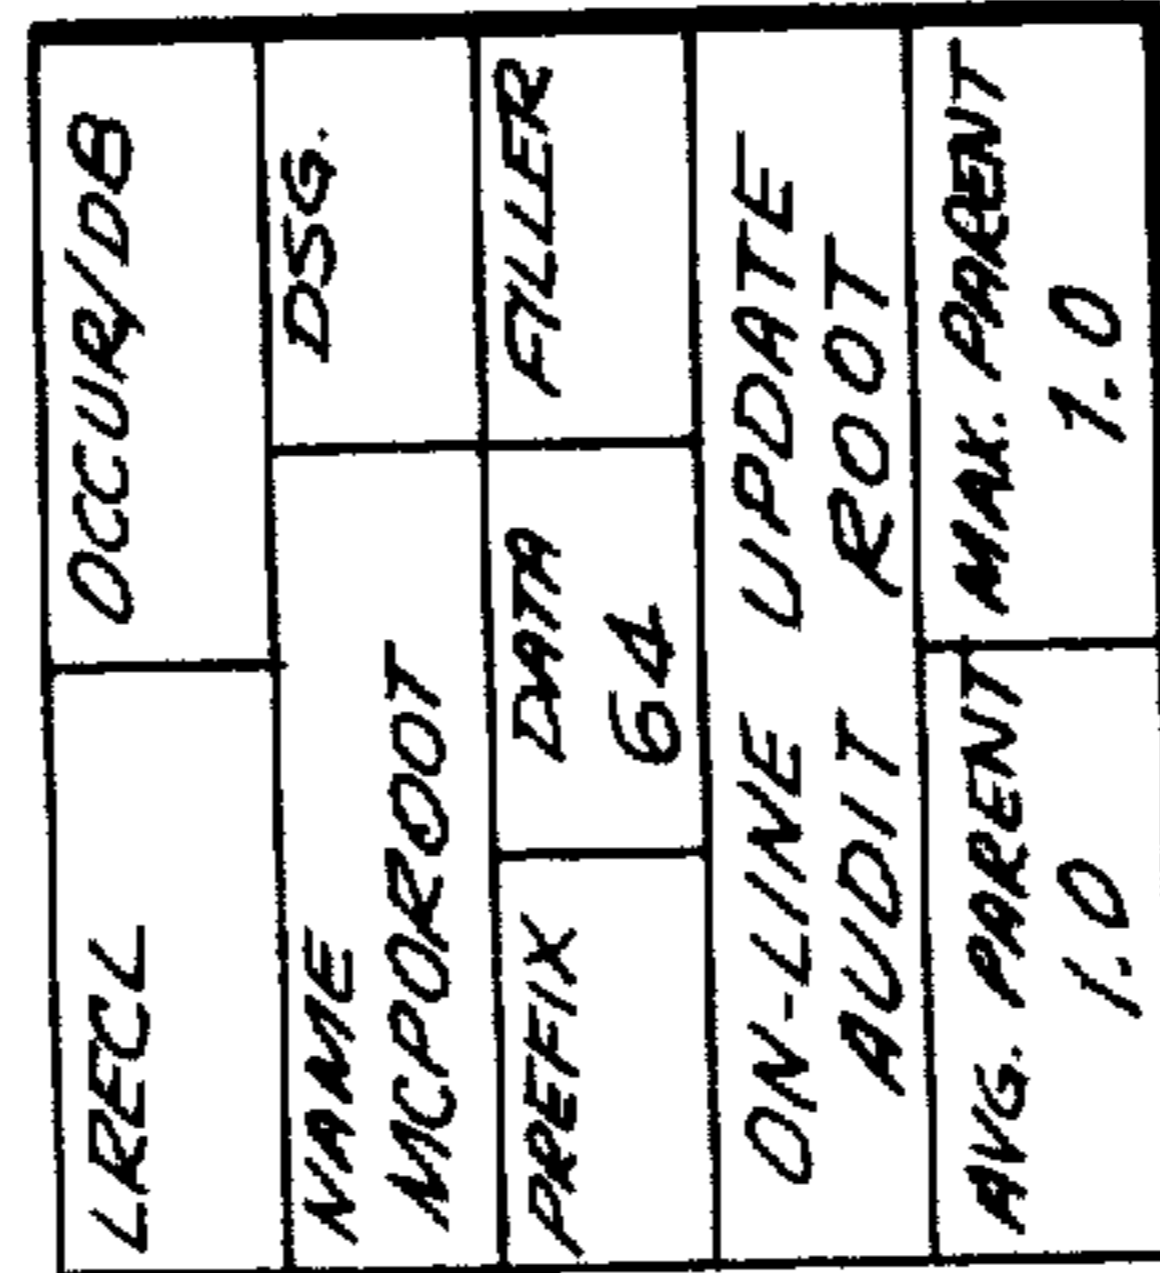 LRECL
OCCUR/DB
NAME
DSG.
MCPOROOT
PREFIX
DATA
FILLER
64
ON-LINE UPDATE
AUDIT ROOT
AVG. PARENT
MAX. PARENT
1.0
1.0